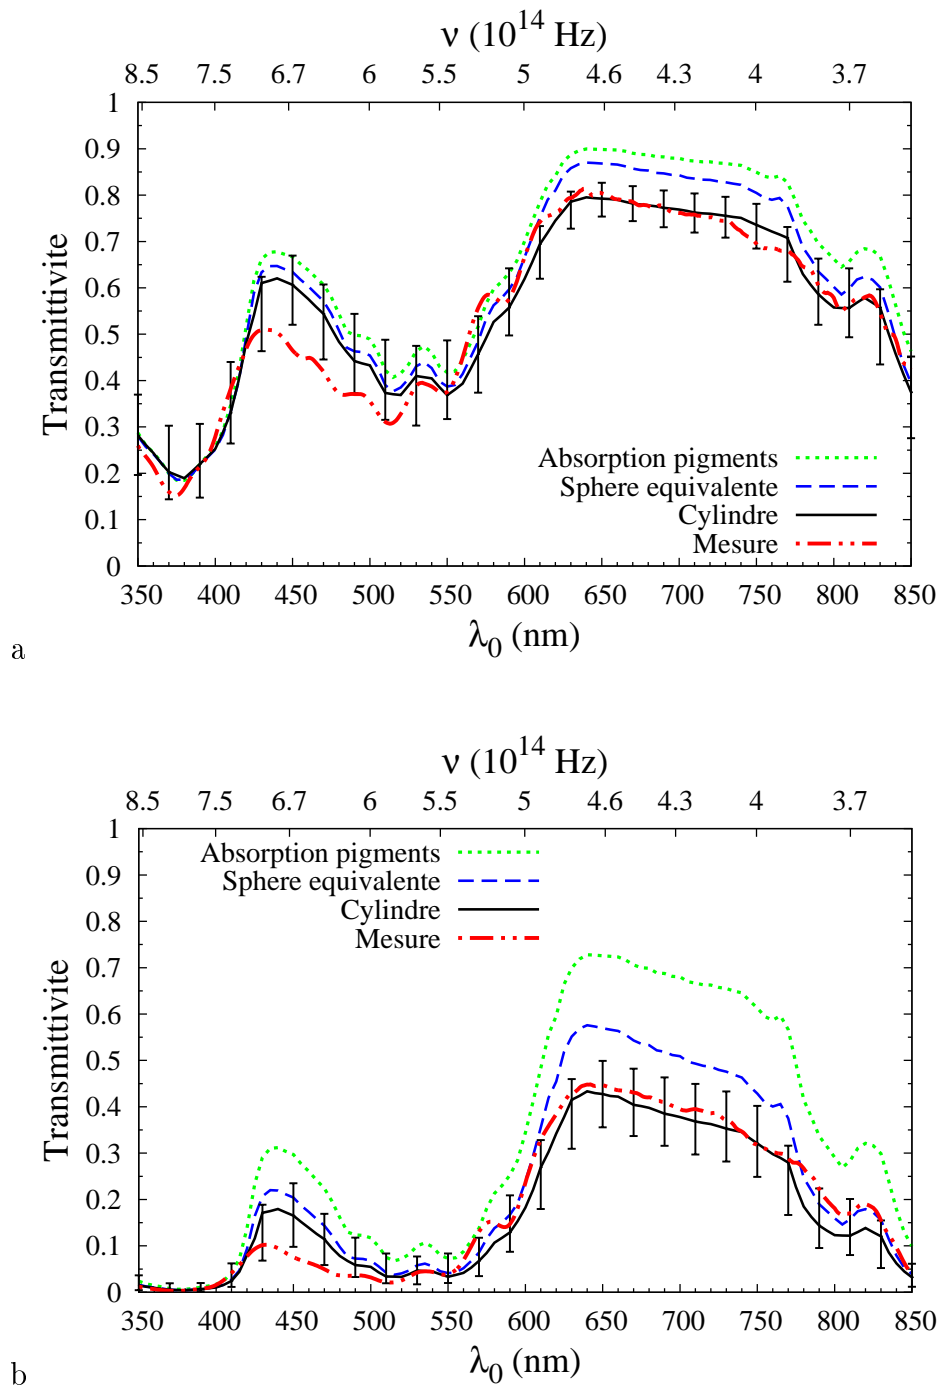 ν (10^14 Hz)
8.5 7.5 6.7 6 5.5 5 4.6 4.3 4 3.7
1
0.9
0.8
0.7
0.6
0.5
0.4
0.3
0.2
0.1
0
Transmittivite
Absorption pigments
Sphere equivalente
Cylindre
Mesure
350 400 450 500 550 600 650 700 750 800 850
λ_0 (nm)
a
ν (10^14 Hz)
8.5 7.5 6.7 6 5.5 5 4.6 4.3 4 3.7
1
0.9
0.8
0.7
0.6
0.5
0.4
0.3
0.2
0.1
0
Transmittivite
Absorption pigments
Sphere equivalente
Cylindre
Mesure
350 400 450 500 550 600 650 700 750 800 850
λ_0 (nm)
b